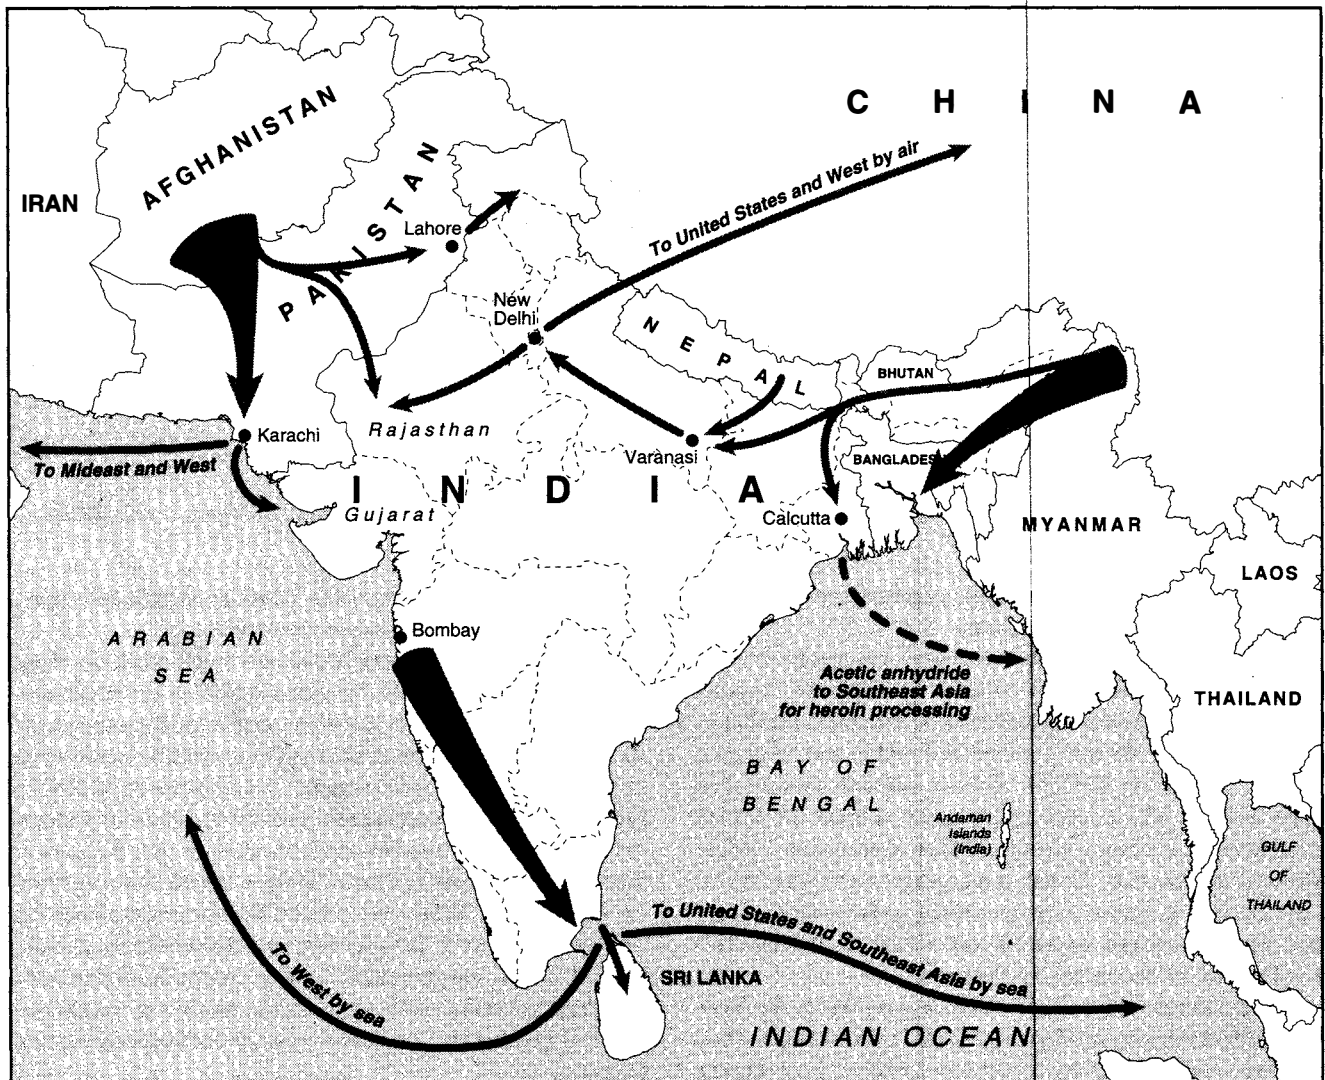 CHINA
AFGHANISTAN
IRAN
PAKISTAN
To United States and West by air
Lahore
New
Delhi
NEPAL
BHUTAN
Karachi
Rajasthan
To Mideast and West
Varanasi
BANGLADESH
INDIA
Gujarat
Calcutta
MYANMAR
LAOS
ARABIAN
SEA
Bombay
Acetic anhydride
to Southeast Asia
for heroin processing
THAILAND
BAY OF
BENGAL
Andaman
Islands
(India)
GULF
OF
THAILAND
To United States and Southeast Asia by sea
To West by sea
SRI LANKA
INDIAN OCEAN